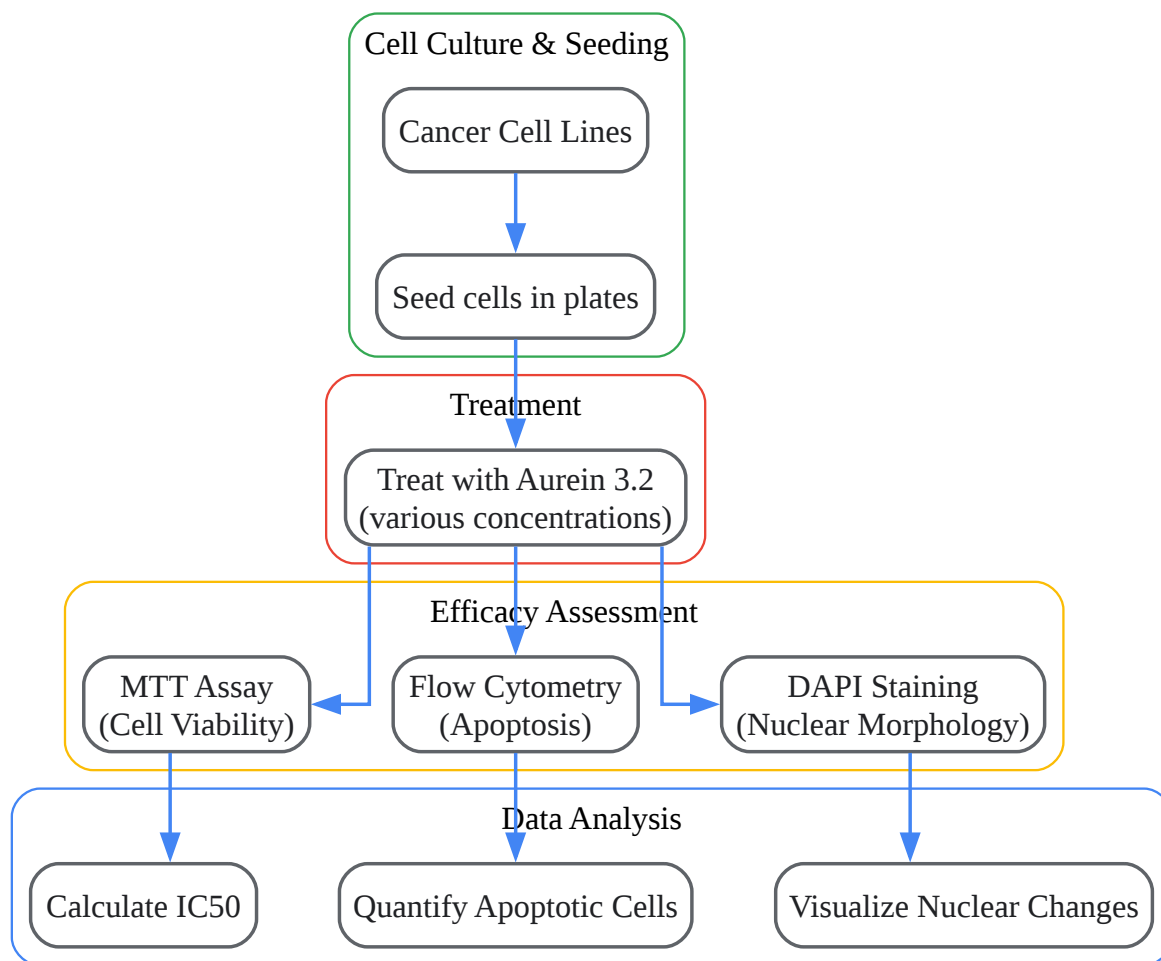 Cell Culture & Seeding
Cancer Cell Lines
Seed cells in plates
Treatment
Treat with Aurein 3.2
(various concentrations)
Efficacy Assessment
MTT Assay
(Cell Viability)
Flow Cytometry
(Apoptosis)
DAPI Staining
(Nuclear Morphology)
Data Analysis
Calculate IC50
Quantify Apoptotic Cells
Visualize Nuclear Changes